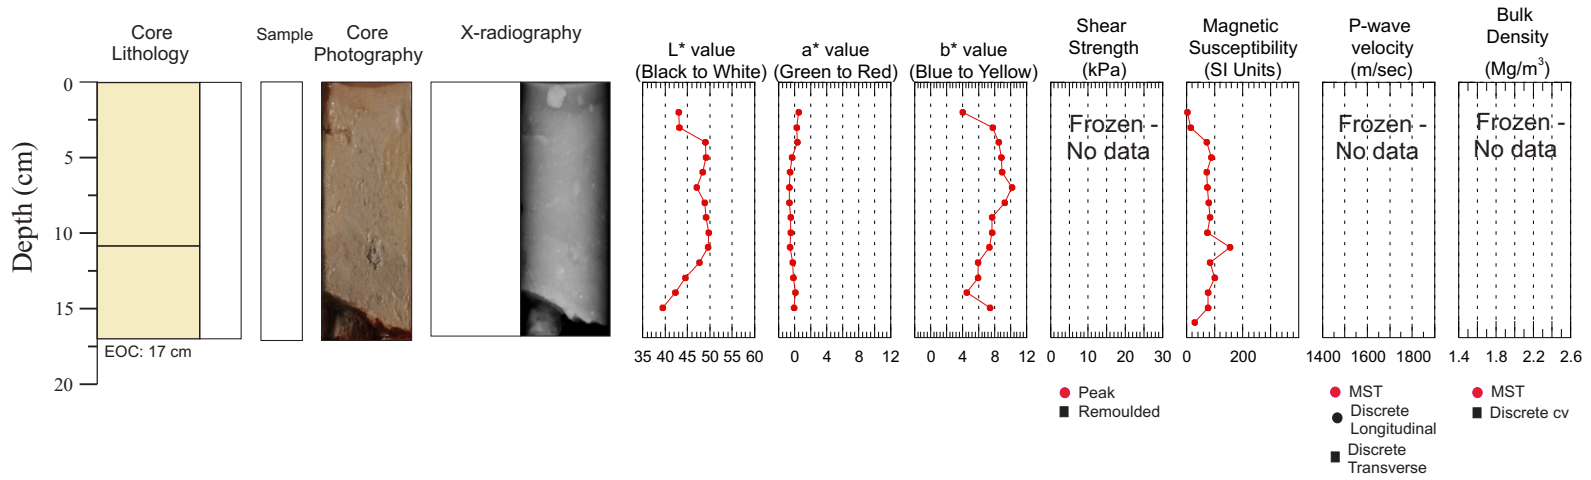 Core
Lithology
Sample
Core
Photography
X-radiography
L* value
(Black to White)
a* value
(Green to Red)
b* value
(Blue to Yellow)
Shear
Strength
(kPa)
Magnetic
Susceptibility
(SI Units)
P-wave
velocity
(m/sec)
Bulk
Density
(Mg/m³)
Depth (cm)
0
5
10
15
20
EOC: 17 cm
Frozen -
No data
Frozen -
No data
Frozen -
No data
35 40 45 50 55 60
0 4 8 12
0 4 8 12
0 10 20 30
0 200
1400 1600 1800
1.4 1.8 2.2 2.6
Peak
Remoulded
MST
Discrete
Longitudinal
Discrete
Transverse
MST
Discrete cv